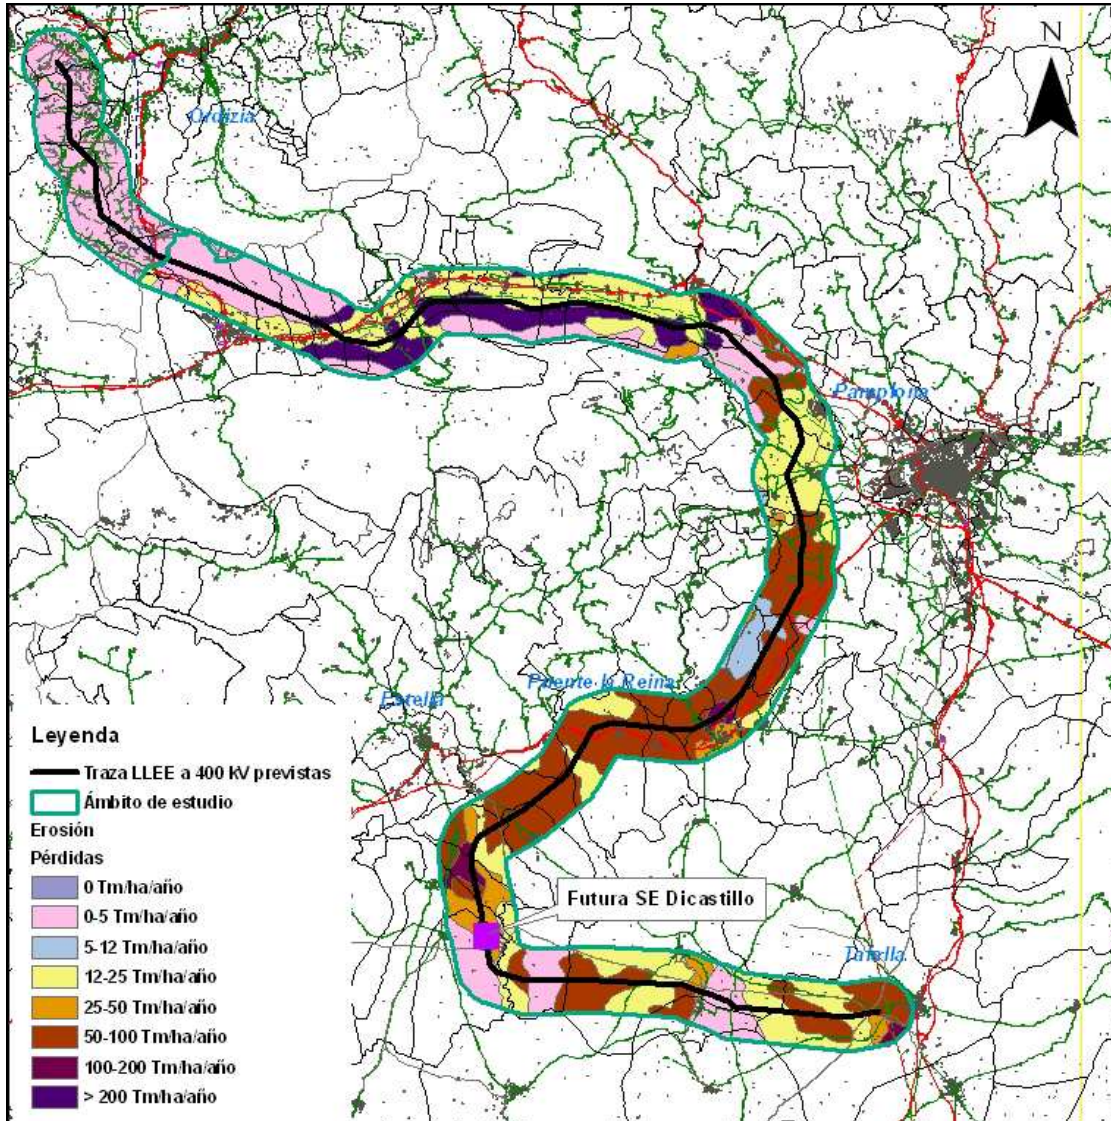 N
Ordizia
Pamplona
Puente la Reina
Estella
Leyenda
Traza LLEE a 400 kV previstas
Ámbito de estudio
Erosión
Pérdidas
0 Tm/ha/año
0-5 Tm/ha/año
5-12 Tm/ha/año
12-25 Tm/ha/año
25-50 Tm/ha/año
50-100 Tm/ha/año
100-200 Tm/ha/año
> 200 Tm/ha/año
Futura SE Dicastillo
Tafalla